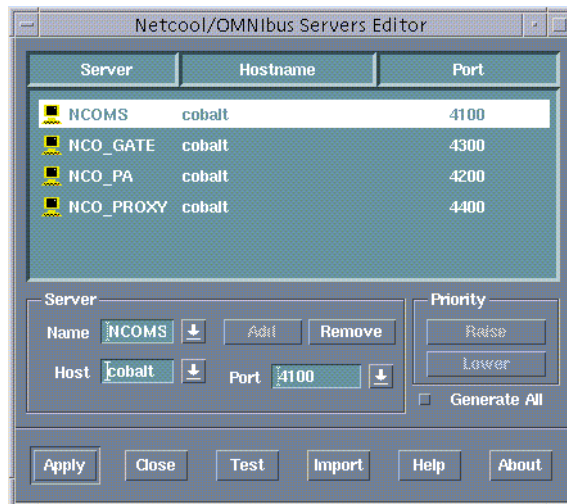 Netcool/OMNIbus Servers Editor
Server Hostname Port
NCOMS cobalt 4100
NCO_GATE cobalt 4300
NCO_PA cobalt 4200
NCO_PROXY cobalt 4400
Server
Priority
Name NCOMS Add Remove
Raise
Host cobalt Port 4100
Lower
Generate All
Apply Close Test Import Help About